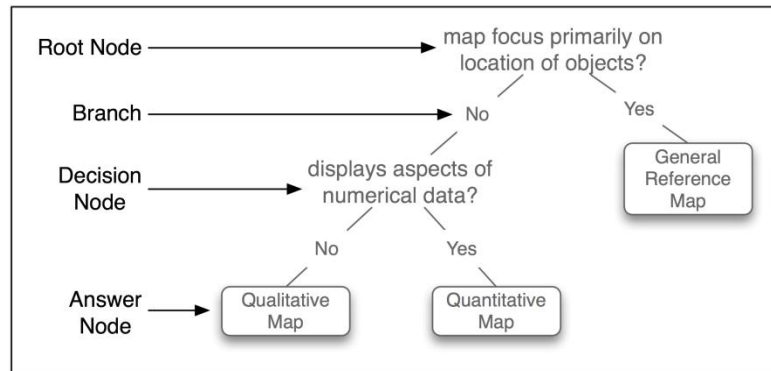 Root Node
map focus primarily on
location of objects?
Branch
No
Yes
Decision
Node
displays aspects of
numerical data?
General
Reference
Map
No
Yes
Answer
Node
Qualitative
Map
Quantitative
Map